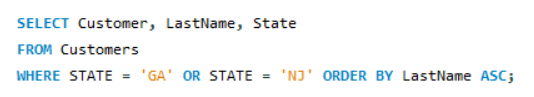 SELECT Customer, LastName, State
FROM Customers
WHERE STATE = 'GA' OR STATE = 'NJ' ORDER BY LastName ASC;